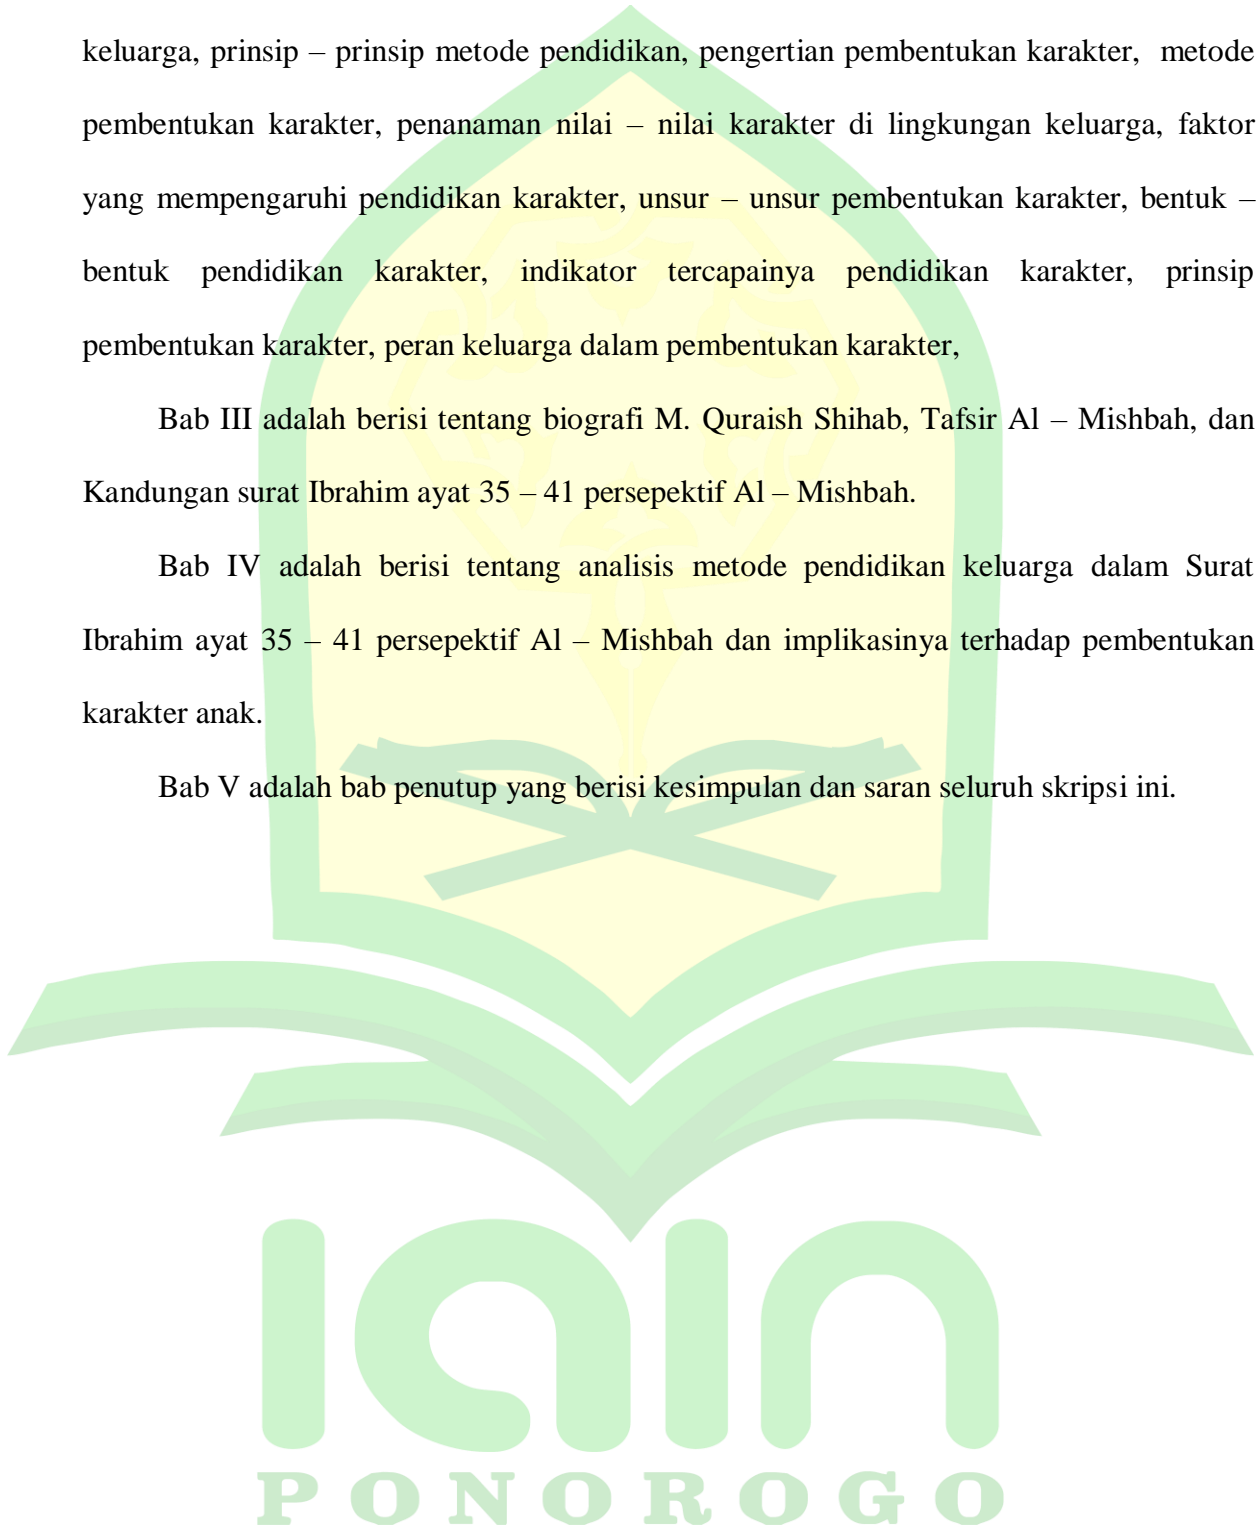 keluarga, prinsip – prinsip metode pendidikan, pengertian pembentukan karakter, metode
pembentukan karakter, penanaman nilai – nilai karakter di lingkungan keluarga, faktor
yang mempengaruhi pendidikan karakter, unsur – unsur pembentukan karakter, bentuk –
bentuk pendidikan karakter, indikator tercapainya pendidikan karakter, prinsip
pembentukan karakter, peran keluarga dalam pembentukan karakter,
Bab III adalah berisi tentang biografi M. Quraish Shihab, Tafsir Al – Mishbah, dan
Kandungan surat Ibrahim ayat 35 – 41 persepektif Al – Mishbah.
Bab IV adalah berisi tentang analisis metode pendidikan keluarga dalam Surat
Ibrahim ayat 35 – 41 persepektif Al – Mishbah dan implikasinya terhadap pembentukan
karakter anak.
Bab V adalah bab penutup yang berisi kesimpulan dan saran seluruh skripsi ini.
iain
PONOROGO